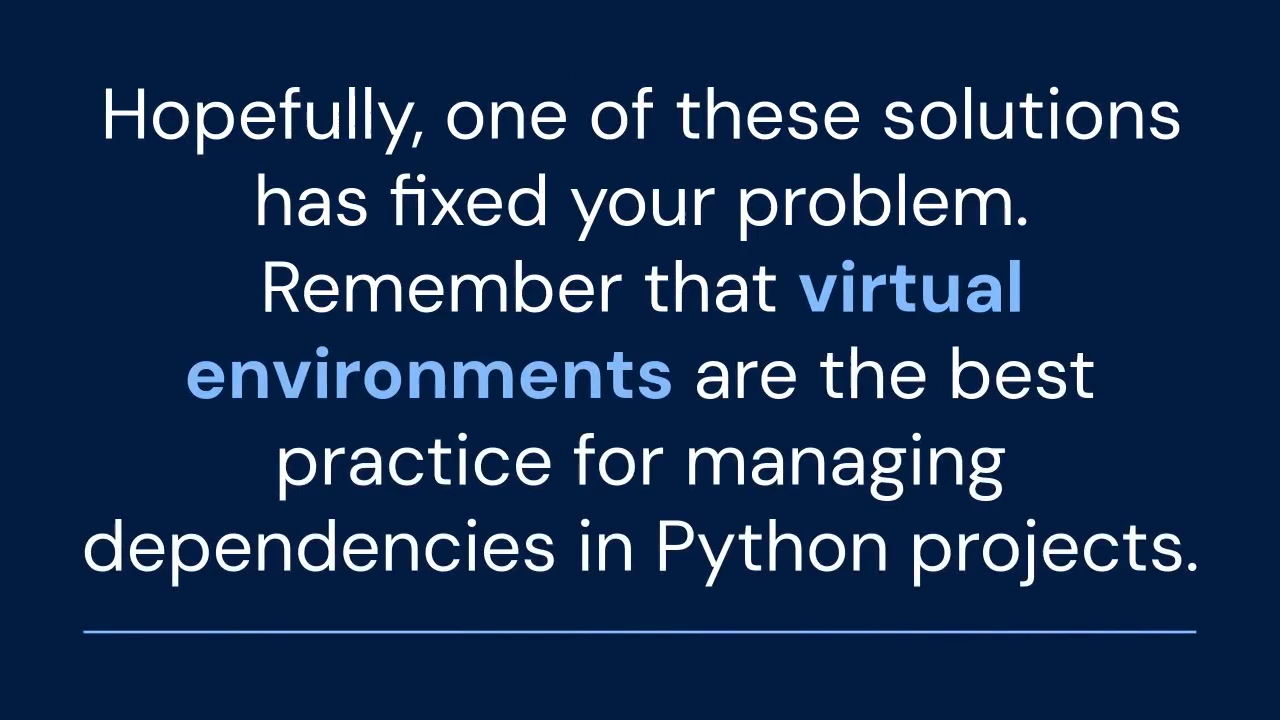 Hopefully, one of these solutions
has fixed your problem.
Remember that virtual
environments are the best
practice for managing
dependencies in Python projects.